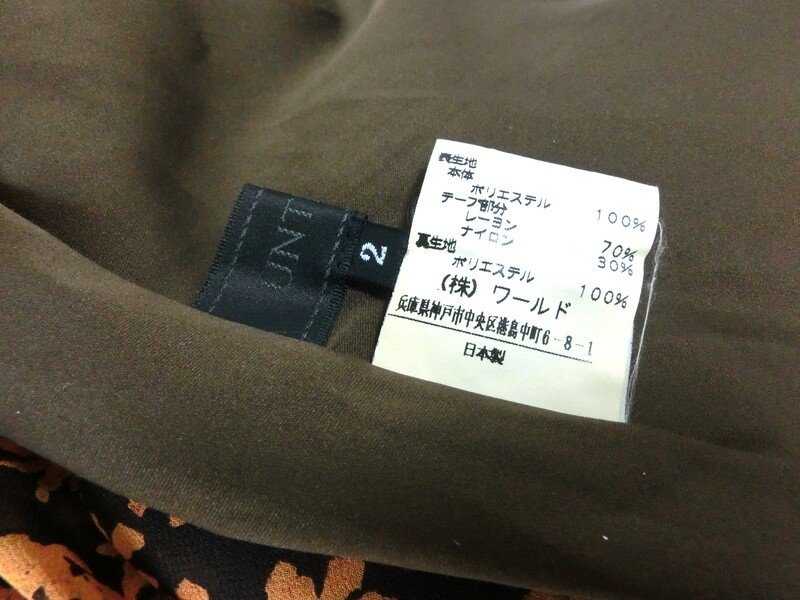 UNT
2
表生地
本体
ポリエステル 100%
テープ部分
レーヨン 70%
ナイロン 30%
裏生地
ポリエステル 100%
(株) ワールド
兵庫県神戸市中央区港島中町6-8-1
日本製